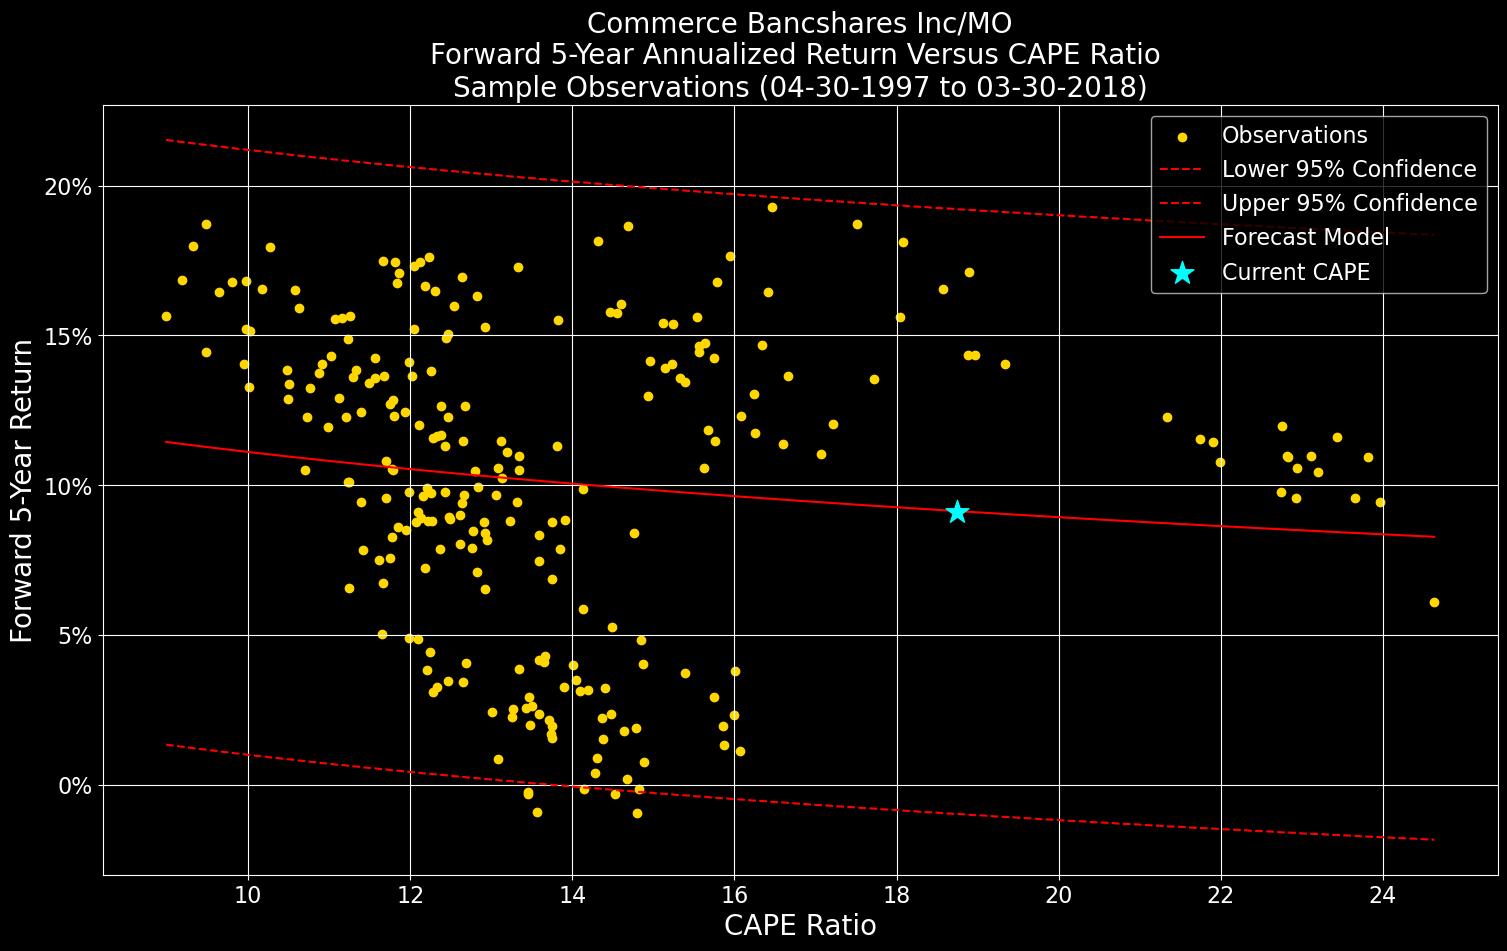 Commerce Bancshares Inc/MO
Forward 5-Year Annualized Return Versus CAPE Ratio
Sample Observations (04-30-1997 to 03-30-2018)
Observations
Lower 95% Confidence
Upper 95% Confidence
Forecast Model
Current CAPE
Forward 5-Year Return
20%
15%
10%
5%
0%
10 12 14 16 18 20 22 24
CAPE Ratio